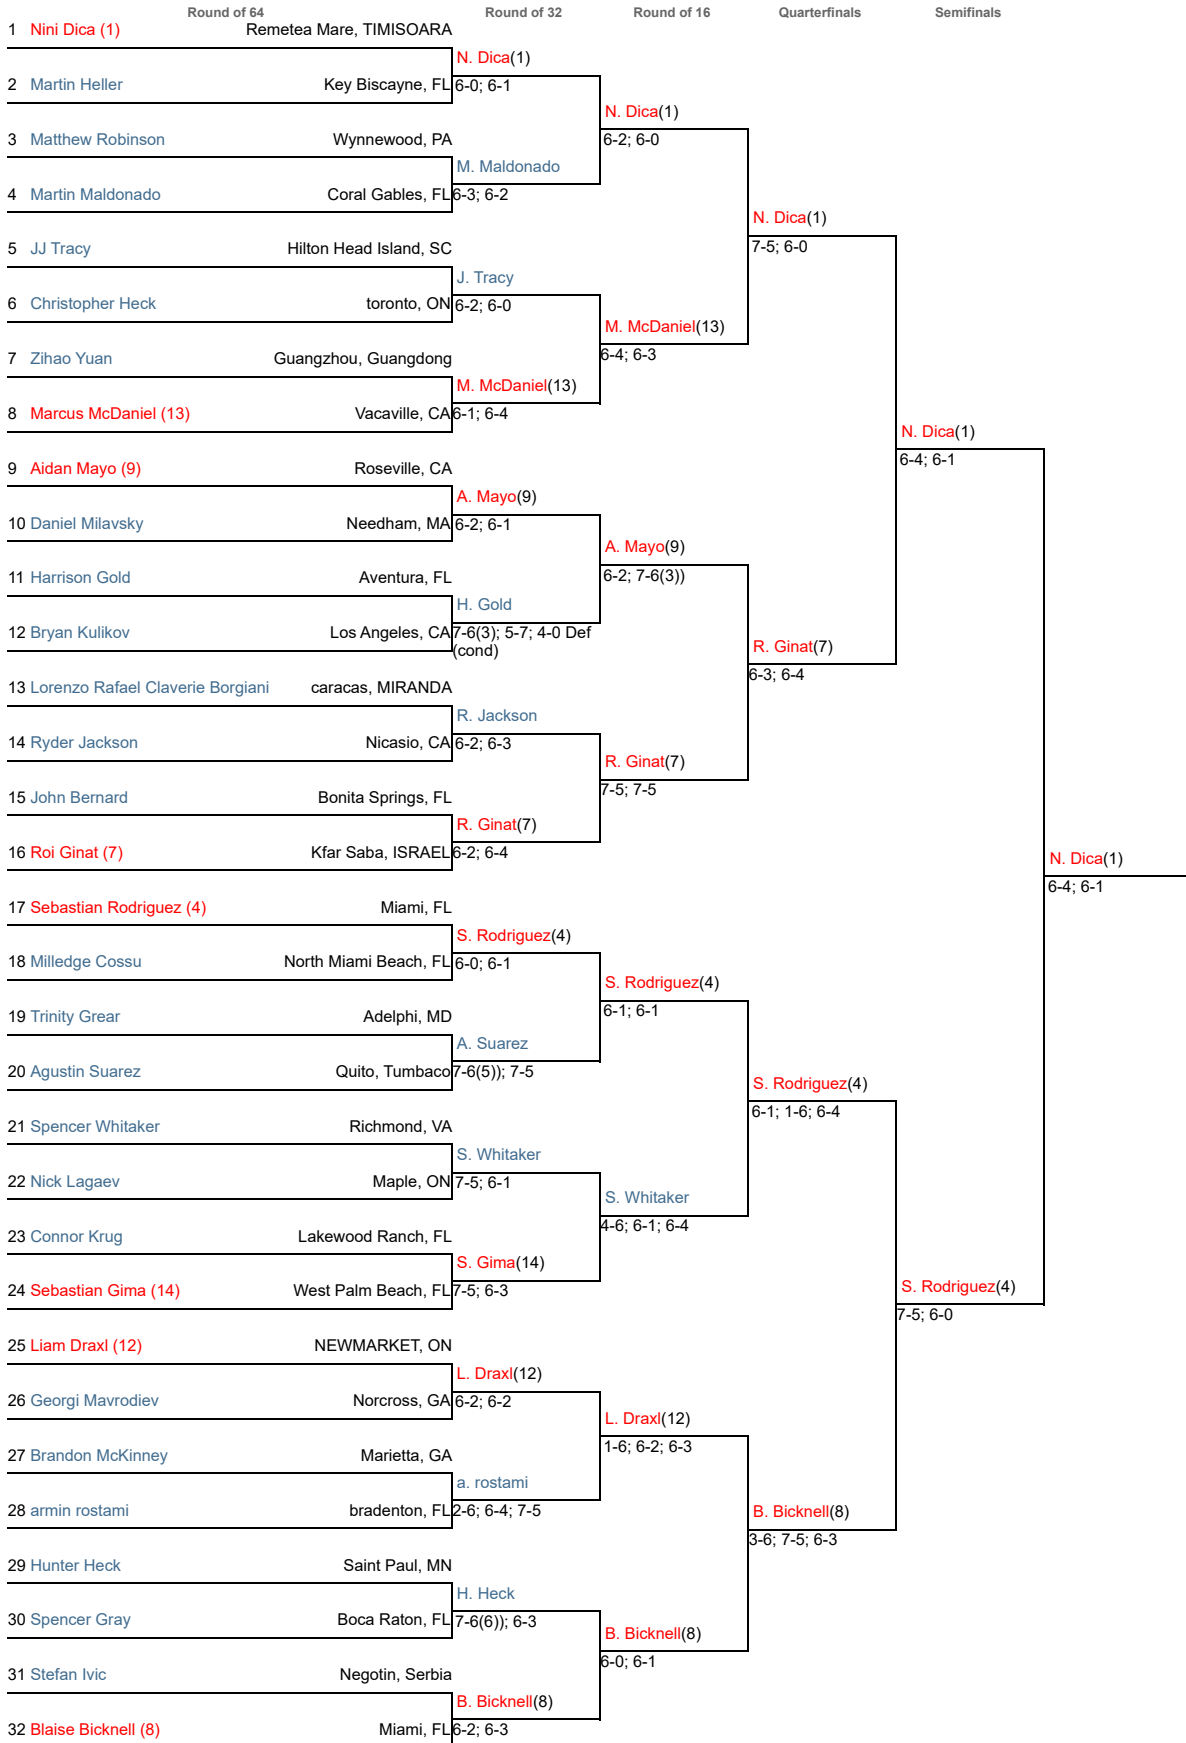 Round of 64
Round of 32
Round of 16
Quarterfinals
Semifinals
1 Nini Dica (1) Remetea Mare, TIMISOARA
N. Dica(1)
2 Martin Heller Key Biscayne, FL 6-0; 6-1
N. Dica(1)
3 Matthew Robinson Wynnewood, PA 6-2; 6-0
M. Maldonado
4 Martin Maldonado Coral Gables, FL 6-3; 6-2
N. Dica(1)
5 JJ Tracy Hilton Head Island, SC 7-5; 6-0
J. Tracy
6 Christopher Heck toronto, ON 6-2; 6-0
M. McDaniel(13)
7 Zihao Yuan Guangzhou, Guangdong 6-4; 6-3
M. McDaniel(13)
8 Marcus McDaniel (13) Vacaville, CA 6-1; 6-4
N. Dica(1)
9 Aidan Mayo (9) Roseville, CA 6-4; 6-1
A. Mayo(9)
10 Daniel Milavsky Needham, MA 6-2; 6-1
A. Mayo(9)
11 Harrison Gold Aventura, FL 6-2; 7-6(3))
H. Gold
12 Bryan Kulikov Los Angeles, CA 7-6(3); 5-7; 4-0 Def
(cond)
R. Ginat(7)
13 Lorenzo Rafael Claverie Borgiani caracas, MIRANDA 6-3; 6-4
R. Jackson
14 Ryder Jackson Nicasio, CA 6-2; 6-3
R. Ginat(7)
15 John Bernard Bonita Springs, FL 7-5; 7-5
R. Ginat(7)
16 Roi Ginat (7) Kfar Saba, ISRAEL 6-2; 6-4
N. Dica(1)
6-4; 6-1
17 Sebastian Rodriguez (4) Miami, FL
S. Rodriguez(4)
18 Milledge Cossu North Miami Beach, FL 6-0; 6-1
S. Rodriguez(4)
19 Trinity Grear Adelphi, MD 6-1; 6-1
A. Suarez
20 Agustin Suarez Quito, Tumbaco 7-6(5)); 7-5
S. Rodriguez(4)
21 Spencer Whitaker Richmond, VA 6-1; 1-6; 6-4
S. Whitaker
22 Nick Lagaev Maple, ON 7-5; 6-1
S. Whitaker
23 Connor Krug Lakewood Ranch, FL 4-6; 6-1; 6-4
S. Gima(14)
24 Sebastian Gima (14) West Palm Beach, FL 7-5; 6-3
S. Rodriguez(4)
25 Liam Draxl (12) NEWMARKET, ON 7-5; 6-0
L. Draxl(12)
26 Georgi Mavrodiev Norcross, GA 6-2; 6-2
L. Draxl(12)
27 Brandon McKinney Marietta, GA 1-6; 6-2; 6-3
a. rostami
28 armin rostami bradenton, FL 2-6; 6-4; 7-5
B. Bicknell(8)
29 Hunter Heck Saint Paul, MN 3-6; 7-5; 6-3
H. Heck
30 Spencer Gray Boca Raton, FL 7-6(6)); 6-3
B. Bicknell(8)
31 Stefan Ivic Negotin, Serbia 6-0; 6-1
B. Bicknell(8)
32 Blaise Bicknell (8) Miami, FL 6-2; 6-3